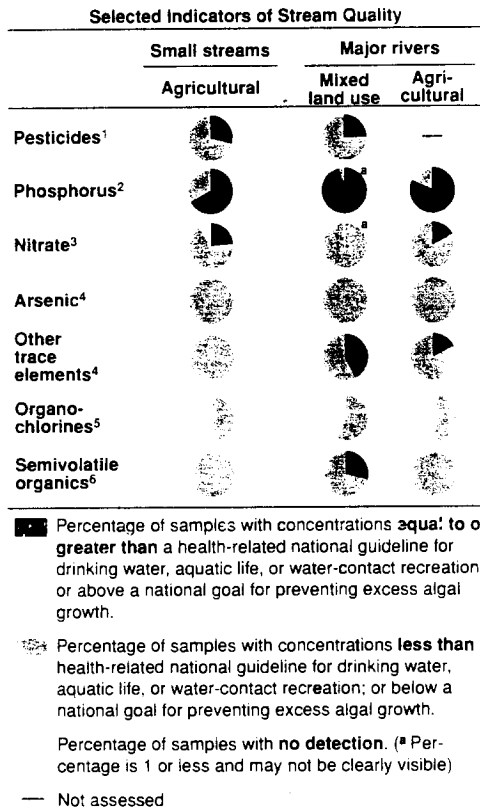 Selected Indicators of Stream Quality
Small streams Major rivers
Agricultural Mixed land use Agri-cultural
Pesticides¹ —
Phosphorus² a
Nitrate³ a
Arsenic⁴
Other
trace
elements⁴
Organo-
chlorines⁵
Semivolatile
organics⁶
Percentage of samples with concentrations equal to o
greater than a health-related national guideline for
drinking water, aquatic life, or water-contact recreation
or above a national goal for preventing excess algal
growth.
Percentage of samples with concentrations less than
health-related national guideline for drinking water,
aquatic life, or water-contact recreation; or below a
national goal for preventing excess algal growth.
Percentage of samples with no detection. (ª Per-
centage is 1 or less and may not be clearly visible)
— Not assessed